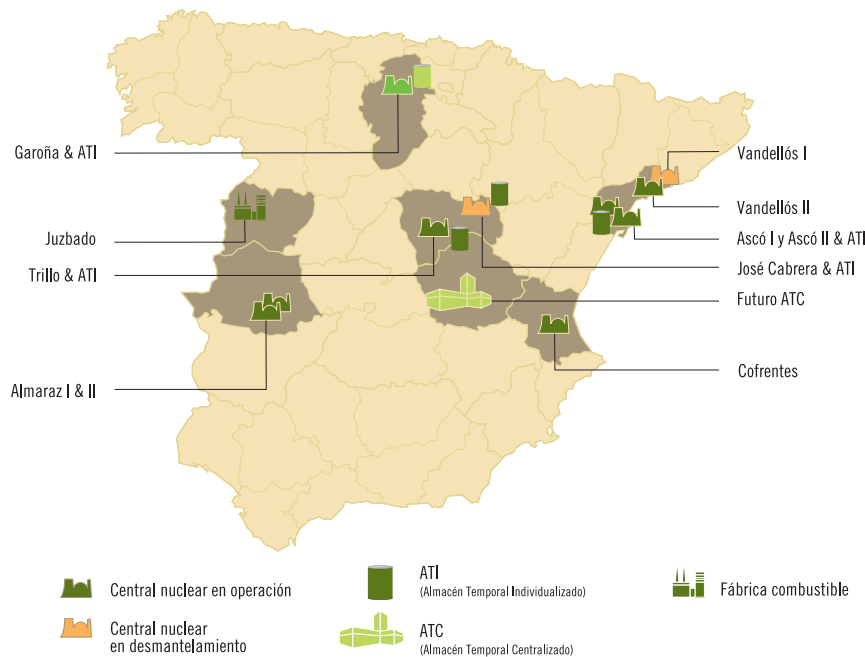 Garoña & ATI
Juzbado
Trillo & ATI
Almaraz I & II
Vandellós I
Vandellós II
Ascó I y Ascó II & ATI
José Cabrera & ATI
Futuro ATC
Cofrentes
Central nuclear en operación
Central nuclear
en desmantelamiento
ATI
(Almacén Temporal Individualizado)
ATC
(Almacén Temporal Centralizado)
Fábrica combustible